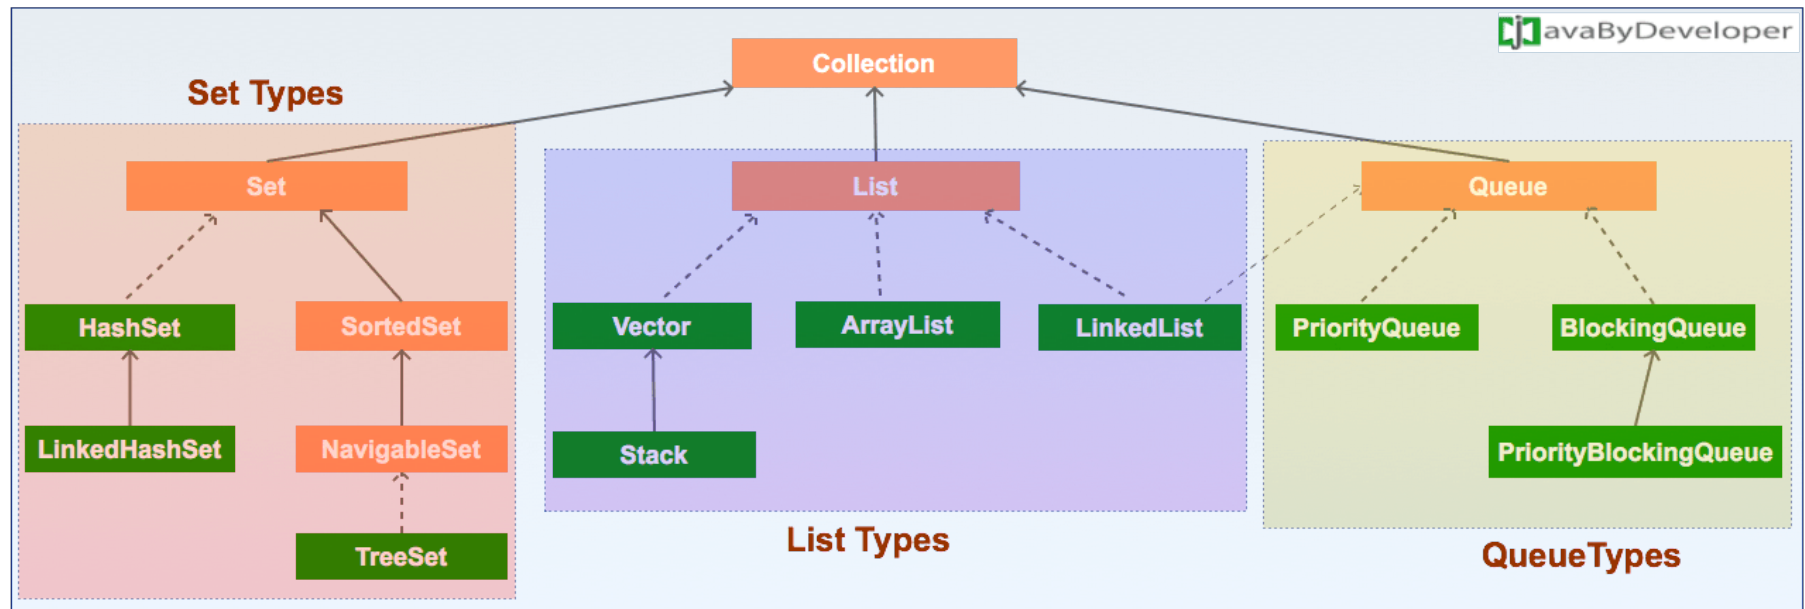 JavaByDeveloper
Collection
Set Types
Set
List
Queue
HashSet
SortedSet
Vector
ArrayList
LinkedList
PriorityQueue
BlockingQueue
LinkedHashSet
NavigableSet
Stack
PriorityBlockingQueue
TreeSet
List Types
QueueTypes